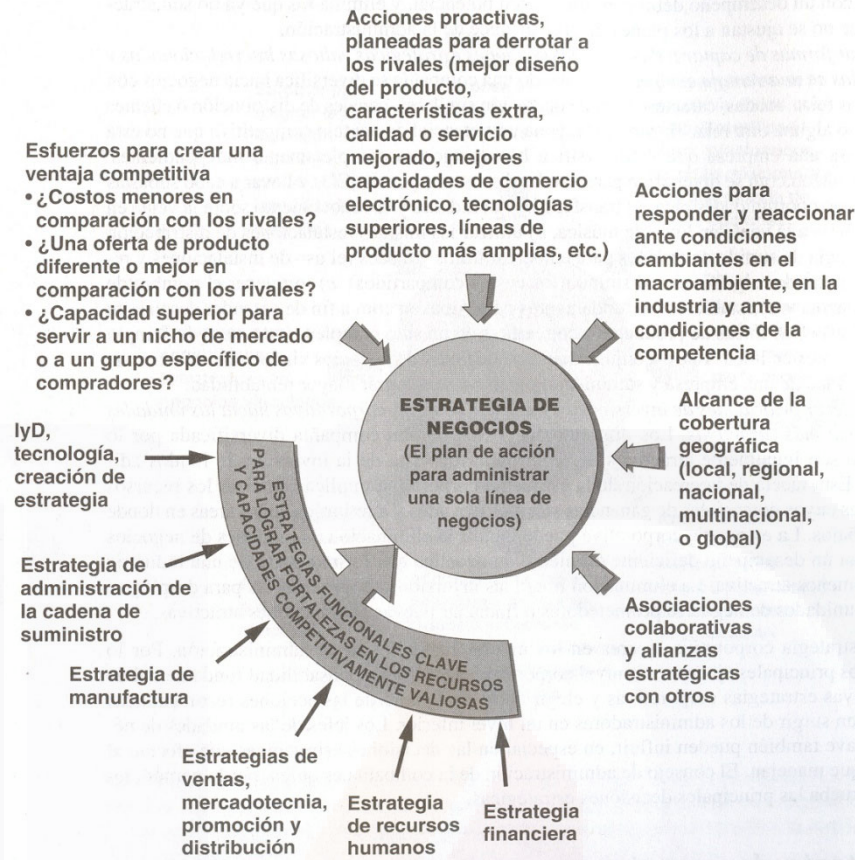 Acciones proactivas,
planeadas para derrotar a
los rivales (mejor diseño
del producto,
características extra,
calidad o servicio
mejorado, mejores
capacidades de comercio
electrónico, tecnologías
superiores, líneas de
producto más amplias, etc.)
Esfuerzos para crear una
ventaja competitiva
• ¿Costos menores en
comparación con los rivales?
• ¿Una oferta de producto
diferente o mejor en
comparación con los rivales?
• ¿Capacidad superior para
servir a un nicho de mercado
o a un grupo específico de
compradores?
Acciones para
responder y reaccionar
ante condiciones
cambiantes en el
macroambiente, en la
industria y ante
condiciones de la
competencia
ESTRATEGIA DE
NEGOCIOS
(El plan de acción
para administrar
una sola línea de
negocios)
Alcance de la
cobertura
geográfica
(local, regional,
nacional,
multinacional,
o global)
IyD,
tecnología,
creación de
estrategia
ESTRATEGIAS FUNCIONALES CLAVE
PARA LOGRAR FORTALEZAS EN LOS RECURSOS
Y CAPACIDADES COMPETITIVAMENTE VALIOSAS
Estrategia de
administración de
la cadena de
suministro
Asociaciones
colaborativas
y alianzas
estratégicas
con otros
Estrategia de
manufactura
Estrategias de
ventas,
mercadotecnia,
promoción y
distribución
Estrategia
de recursos
humanos
Estrategia
financiera